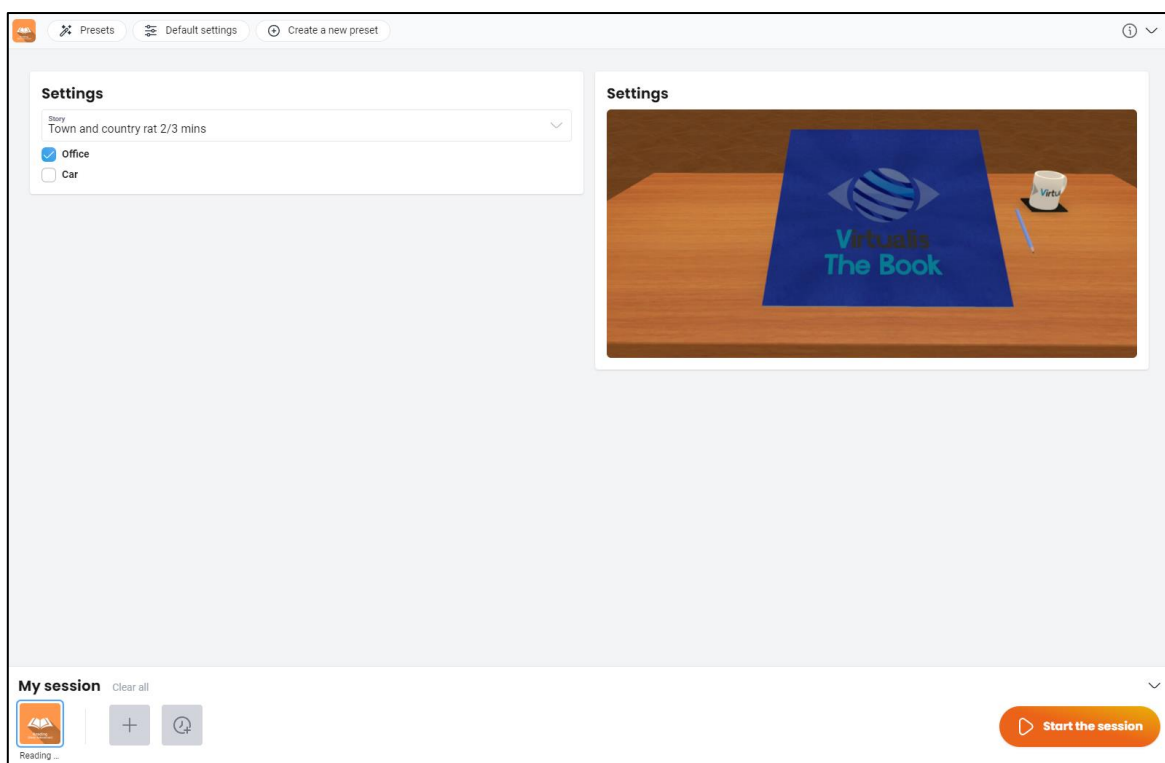 Presets
Default settings
Create a new preset
Settings
Story
Town and country rat 2/3 mins
Office
Car
Settings
Virtualis
The Book
Virtu
My session
Clear all
Reading ...
Start the session